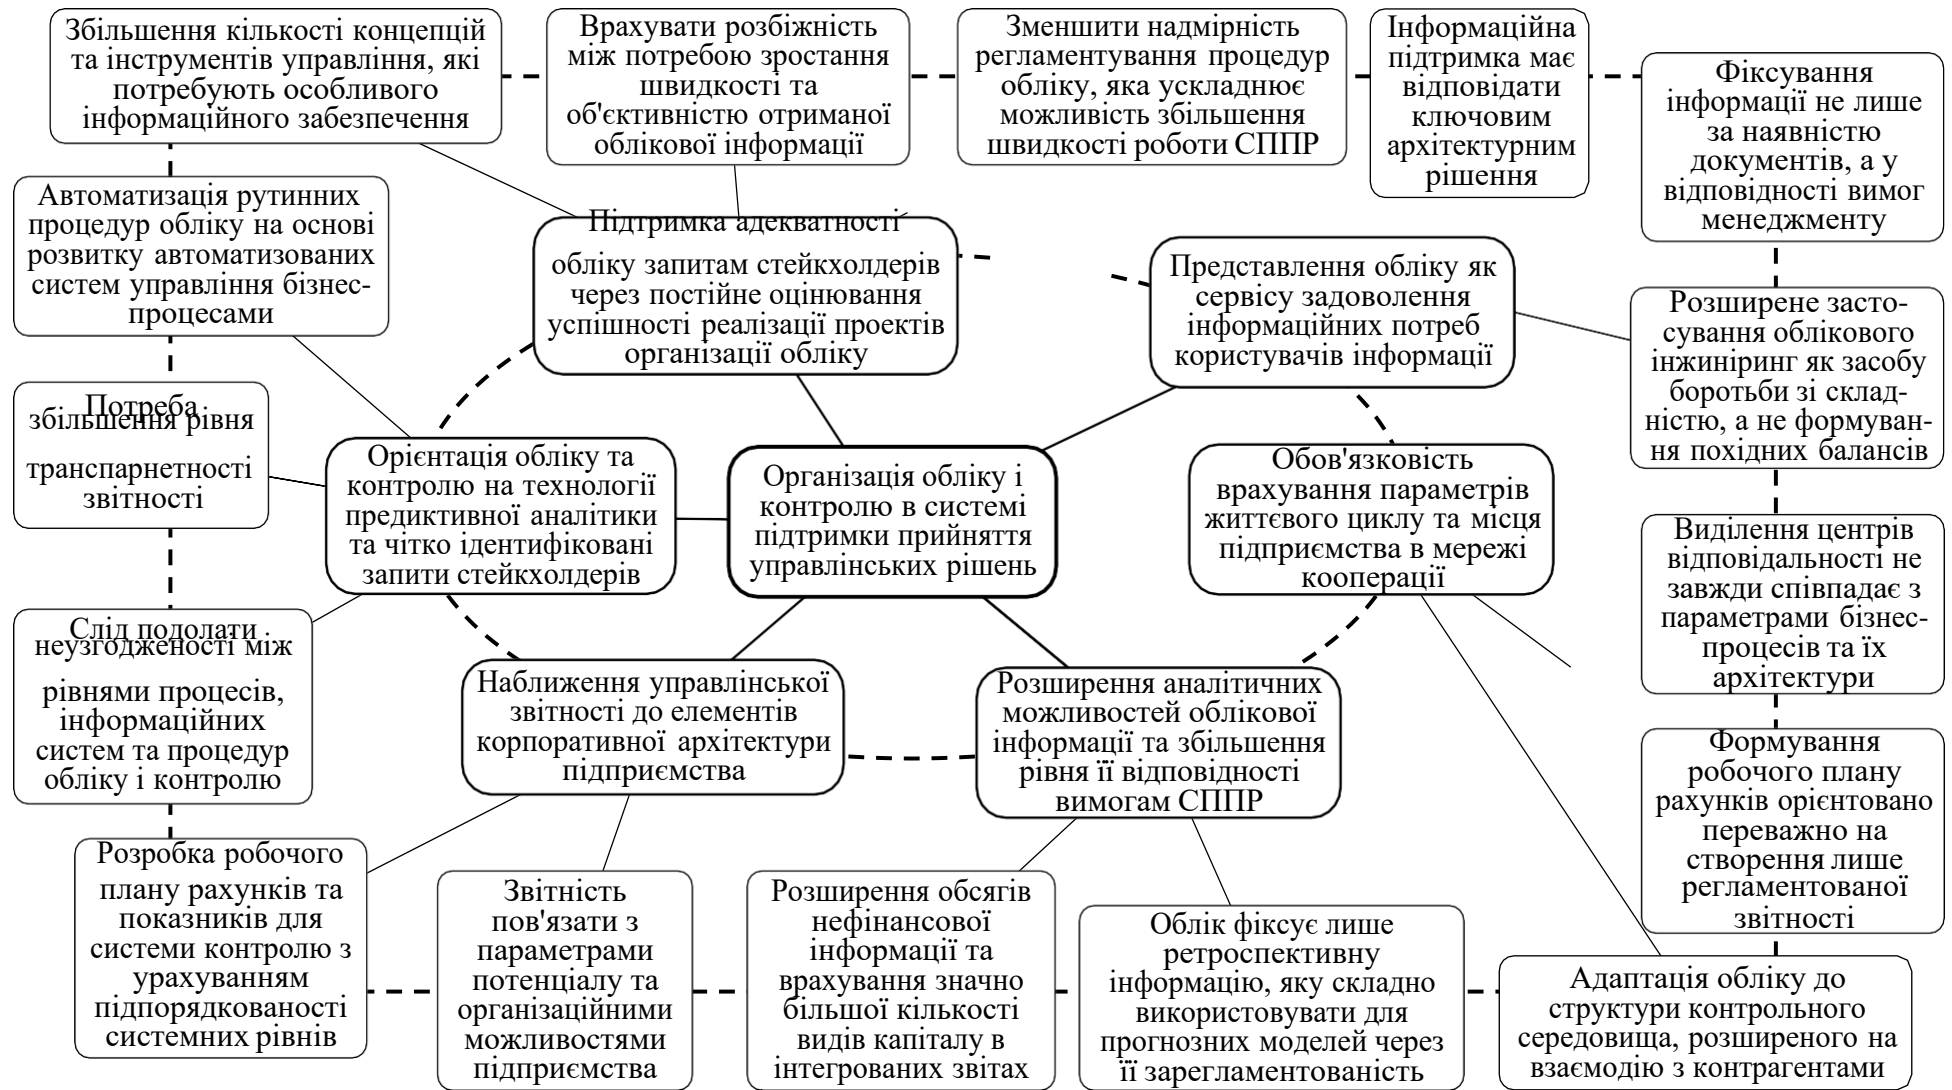 Збільшення кількості концепцій
та інструментів управління, які
потребують особливого
інформаційного забезпечення
Врахувати розбіжність
між потребою зростання
швидкості та
об'єктивністю отриманої
облікової інформації
Зменшити надмірність
регламентування процедур
обліку, яка ускладнює
можливість збільшення
швидкості роботи СППР
Інформаційна
підтримка має
відповідати
ключовим
архітектурним
рішення
Фіксування
інформації не лише
за наявністю
документів, а у
відповідності вимог
менеджменту
Автоматизація рутинних
процедур обліку на основі
розвитку автоматизованих
систем управління бізнес-
процесами
Підтримка адекватності
обліку запитам стейкхолдерів
через постійне оцінювання
успішності реалізації проектів
організації обліку
Представлення обліку як
сервісу задоволення
інформаційних потреб
користувачів інформації
Розширене засто-
сування облікового
інжиніринг як засобу
боротьби зі склад-
ністю, а не формуван-
ня похідних балансів
Потреба
збільшення рівня
транспарнетності
звітності
Орієнтація обліку та
контролю на технології
предиктивної аналітики
та чітко ідентифіковані
запити стейкхолдерів
Організація обліку і
контролю в системі
підтримки прийняття
управлінських рішень
Обов'язковість
врахування параметрів
життєвого циклу та місця
підприємства в мережі
кооперації
Виділення центрів
відповідальності не
завжди співпадає з
параметрами бізнес-
процесів та їх
архітектури
Слід подолати
неузгодженості між
рівнями процесів,
інформаційних
систем та процедур
обліку і контролю
Наближення управлінської
звітності до елементів
корпоративної архітектури
підприємства
Розширення аналітичних
можливостей облікової
інформації та збільшення
рівня її відповідності
вимогам СППР
Формування
робочого плану
рахунків орієнтовано
переважно на
створення лише
регламентованої
звітності
Розробка робочого
плану рахунків та
показників для
системи контролю з
урахуванням
підпорядкованості
системних рівнів
Звітність
пов'язати з
параметрами
потенціалу та
організаційними
можливостями
підприємства
Розширення обсягів
нефінансової
інформації та
врахування значно
більшої кількості
видів капіталу в
інтегрованих звітах
Облік фіксує лише
ретроспективну
інформацію, яку складно
використовувати для
прогнозних моделей через
її зарегламентованість
Адаптація обліку до
структури контрольного
середовища, розширеного на
взаємодію з контрагентами